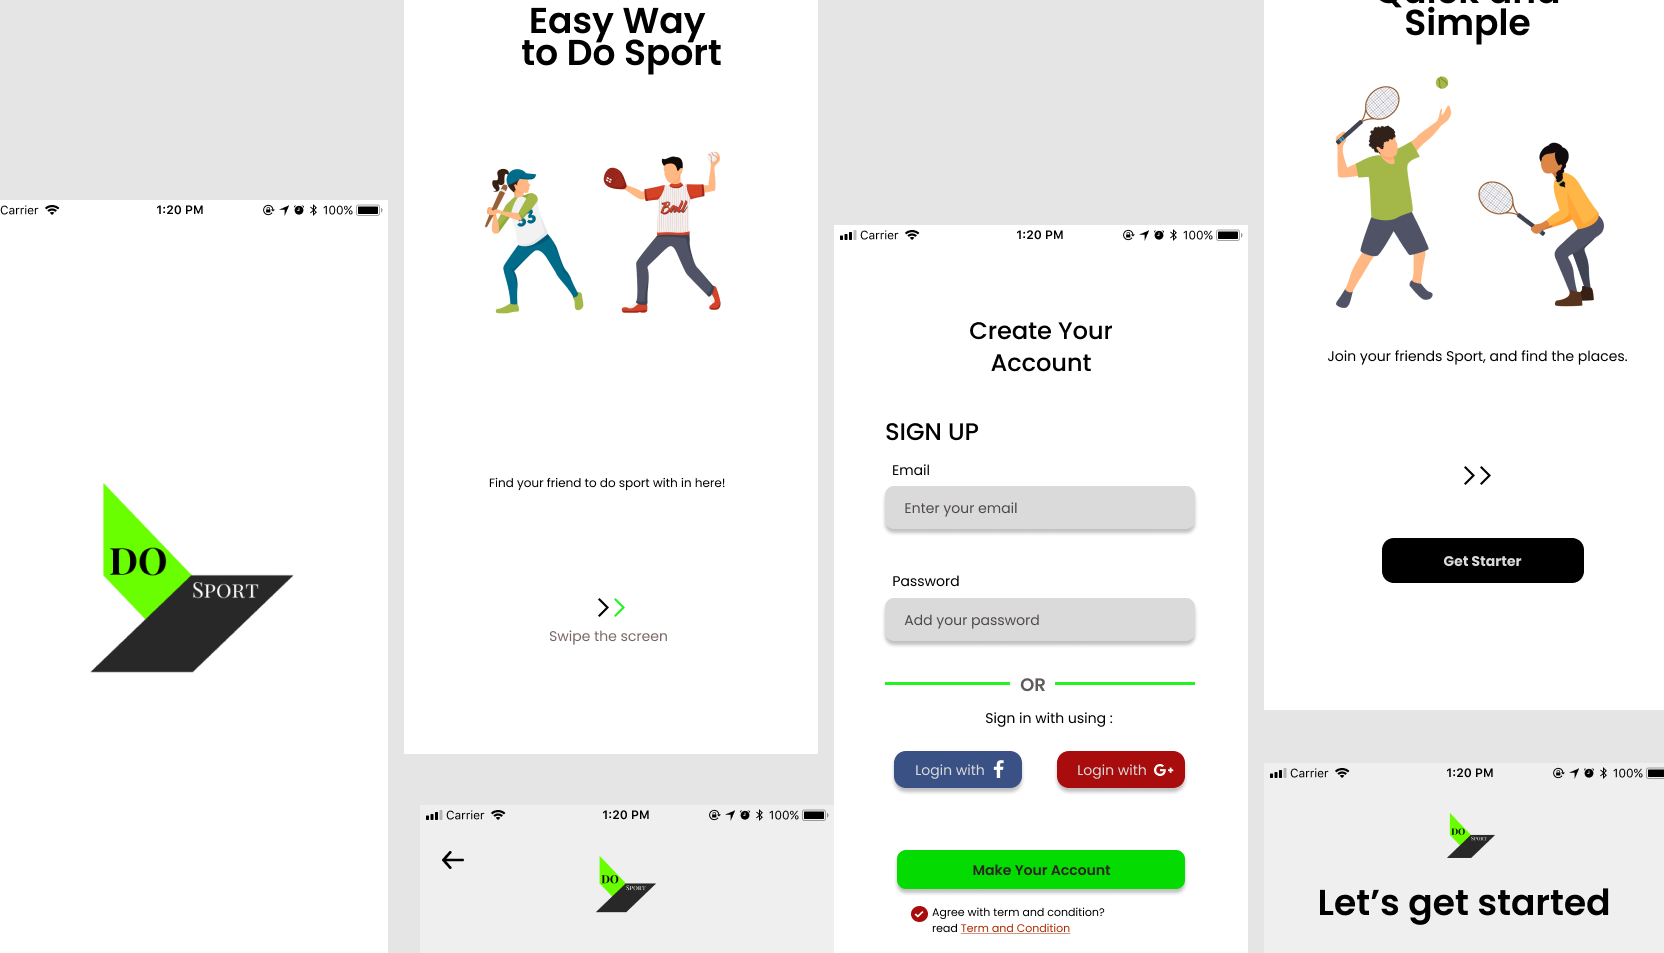 Carrier
1:20 PM
100%
DO
SPORT
Easy Way
to Do Sport
33
Ball
Find your friend to do sport with in here!
Swipe the screen
Carrier
1:20 PM
100%
DO
SPORT
Carrier
1:20 PM
100%
Create Your
Account
SIGN UP
Email
Enter your email
Password
Add your password
OR
Sign in with using :
Login with f
Login with G+
Make Your Account
Agree with term and condition?
read Term and Condition
Quick and
Simple
Join your friends Sport, and find the places.
Get Starter
Carrier
1:20 PM
100%
DO
SPORT
Let’s get started